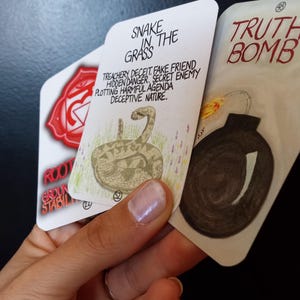 SNAKE
IN THE
GRASS
TREACHERY DECEIT FAKE FRIEND
HIDDEN DANGER, SECRET ENEMY
PLOTTING HARMFUL AGENDA
DECEPTIVE NATURE.
TRUTH
BOMB
ROOT